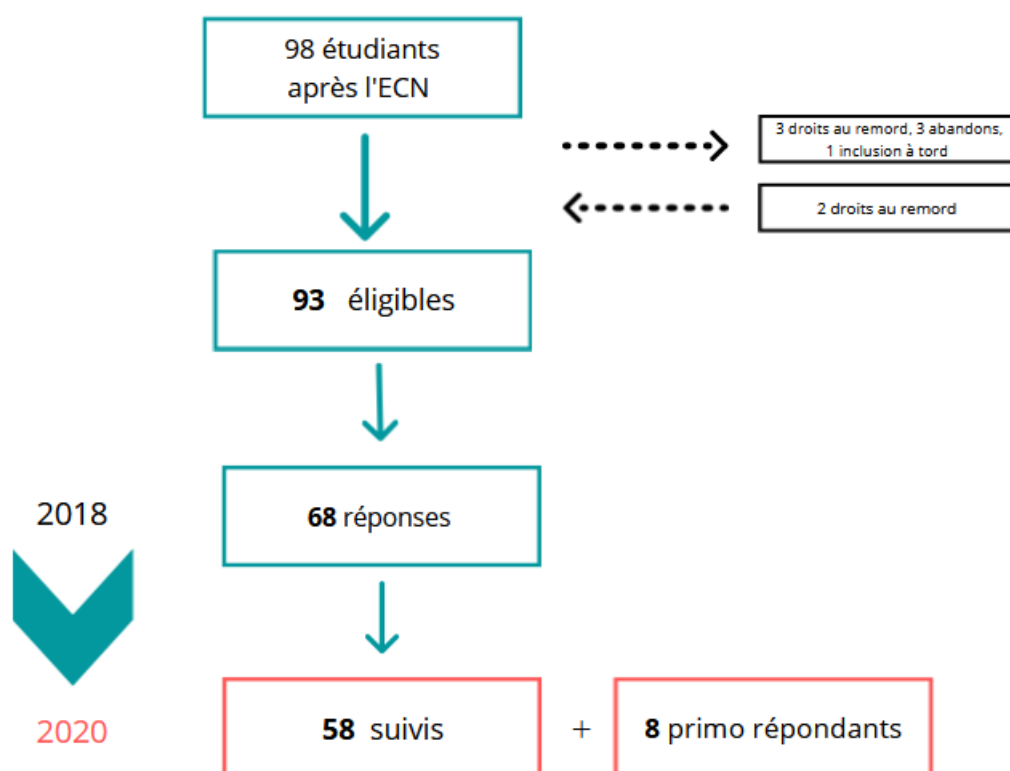 98 étudiants
après l'ECN
3 droits au remord, 3 abandons,
1 inclusion à tord
2 droits au remord
93 éligibles
2018
68 réponses
2020
58 suivis
+
8 primo répondants